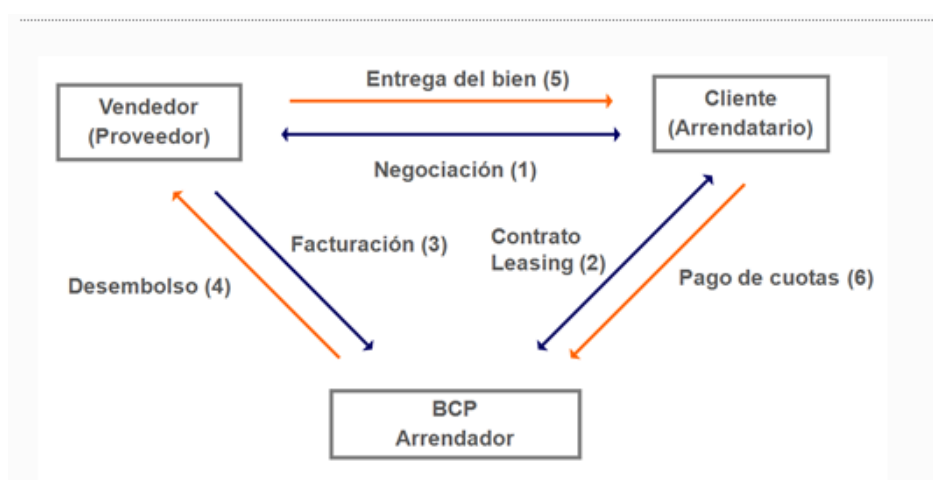 Entrega del bien (5)
Vendedor
(Proveedor)
Cliente
(Arrendatario)
Negociación (1)
Facturación (3)
Contrato
Leasing (2)
Desembolso (4)
Pago de cuotas (6)
BCP
Arrendador